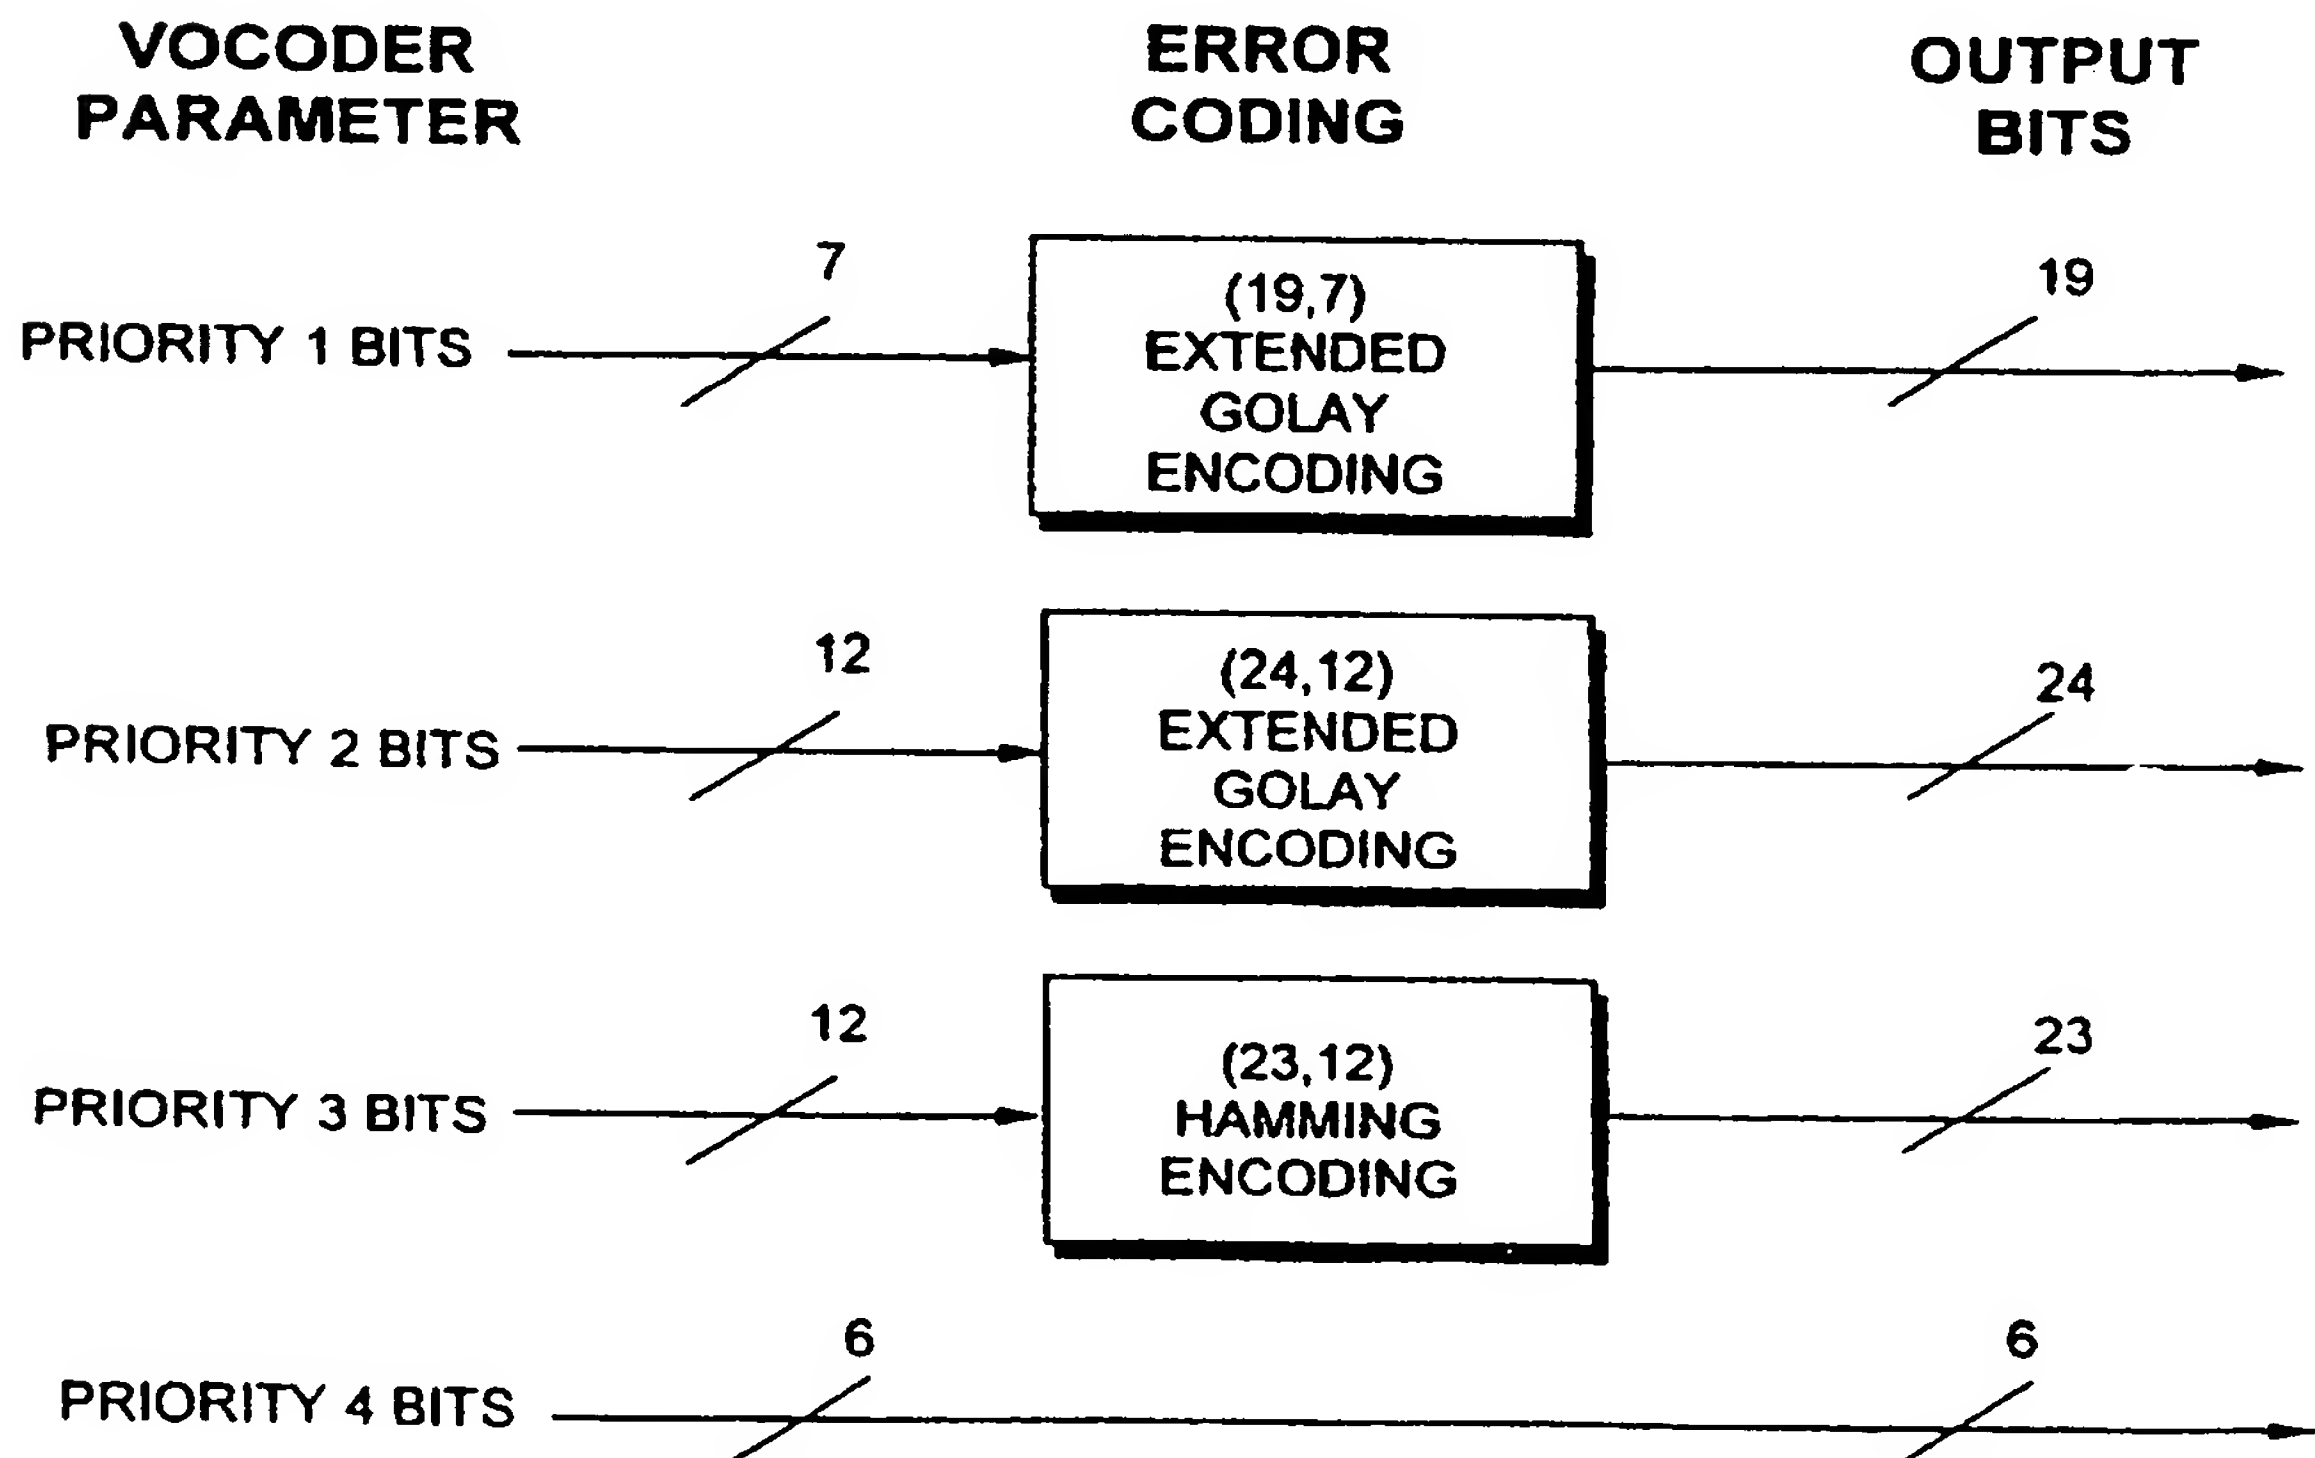 VOCODER
PARAMETER
ERROR
CODING
OUTPUT
BITS
PRIORITY 1 BITS
7
(19,7)
EXTENDED
GOLAY
ENCODING
19
PRIORITY 2 BITS
12
(24,12)
EXTENDED
GOLAY
ENCODING
24
PRIORITY 3 BITS
12
(23,12)
HAMMING
ENCODING
23
PRIORITY 4 BITS
6
6